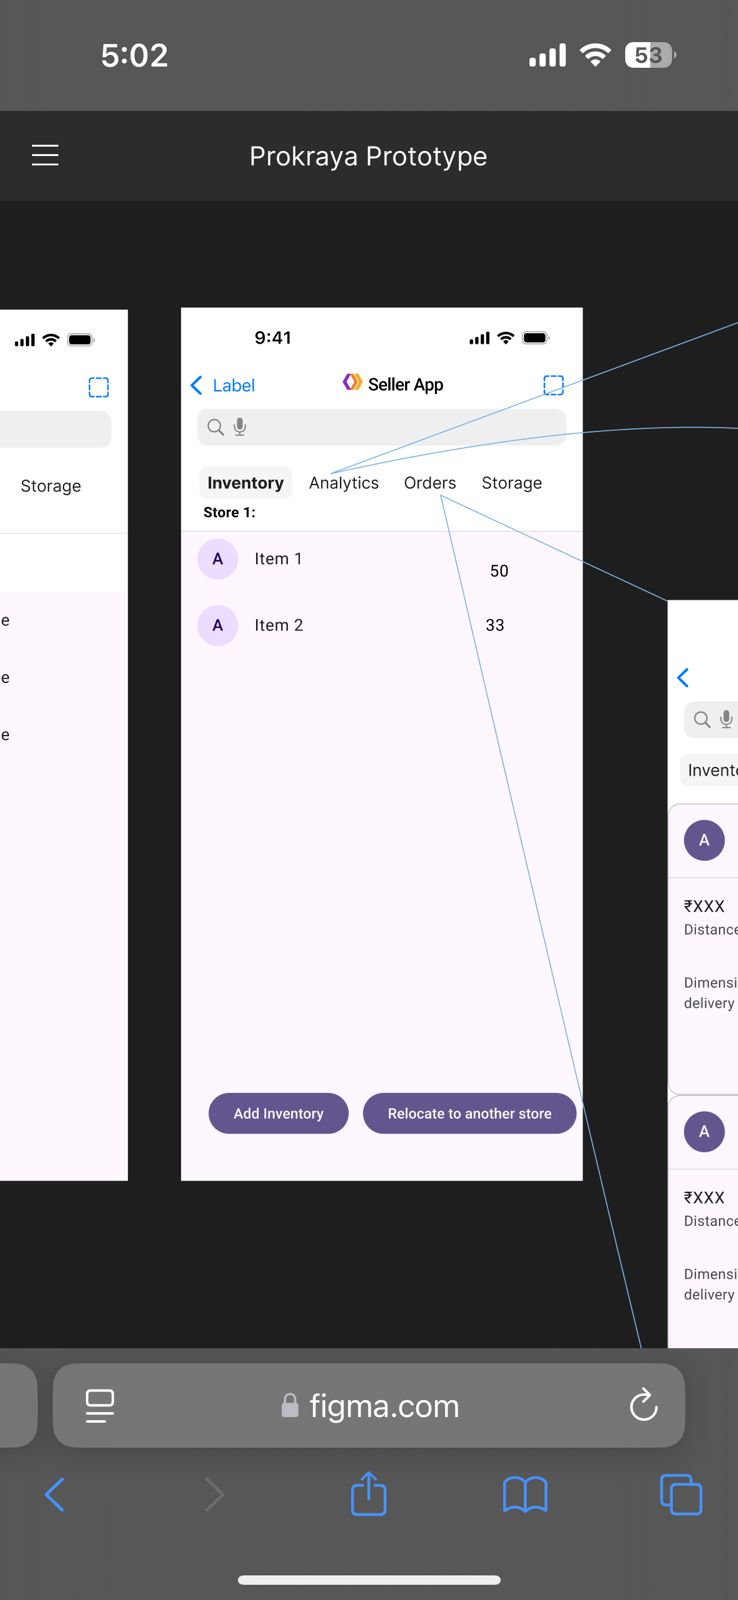 5:02
53
Prokraya Prototype
Storage
e
e
e
9:41
Label
Seller App
Inventory Analytics Orders Storage
Store 1:
A Item 1 50
A Item 2 33
Add Inventory Relocate to another store
Invent
A
₹XXX
Distance
Dimensi
delivery
A
₹XXX
Distance
Dimensi
delivery
figma.com